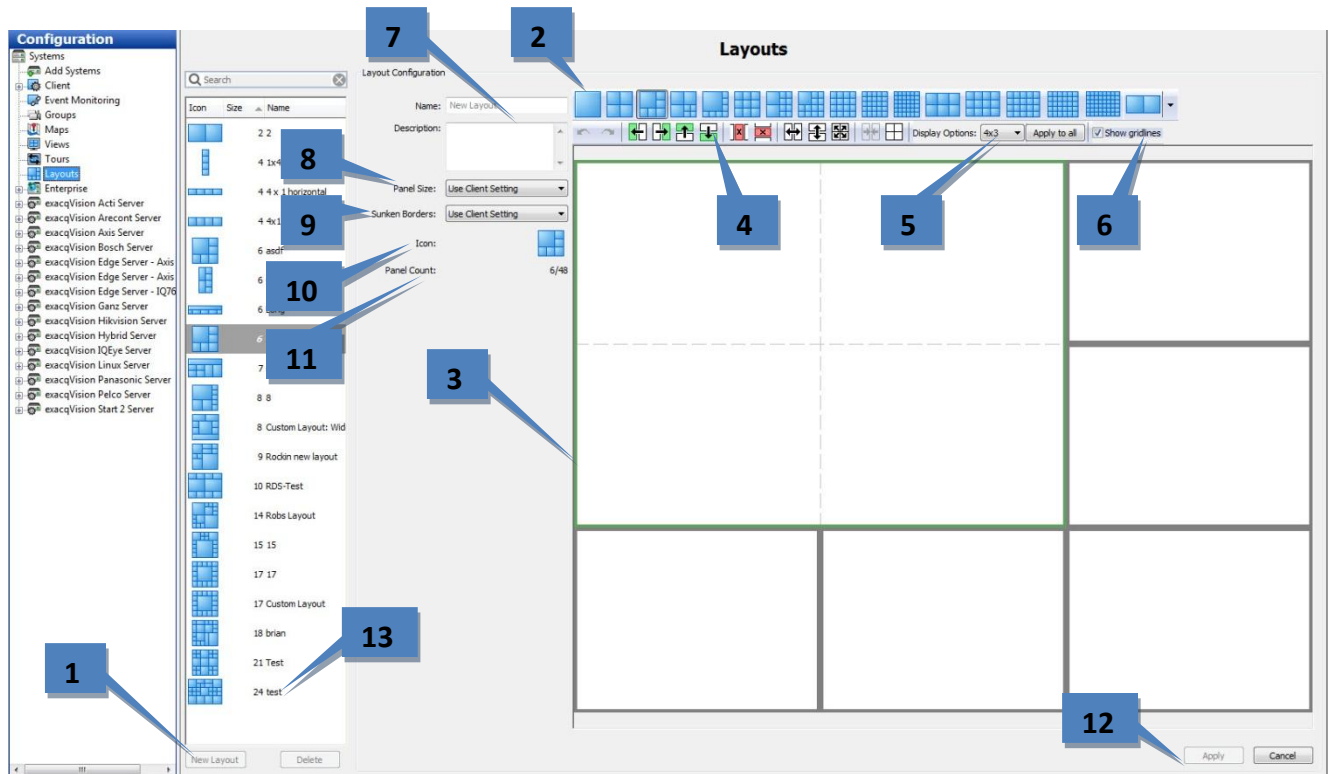 Configuration
Systems
Add Systems
Client
Event Monitoring
Groups
Maps
Views
Tours
Layouts
Enterprise
exacqVision Acti Server
exacqVision Arecont Server
exacqVision Axis Server
exacqVision Bosch Server
exacqVision Edge Server - Axis
exacqVision Edge Server - Axis
exacqVision Edge Server - IQ76
exacqVision Ganz Server
exacqVision Hikvision Server
exacqVision Hybrid Server
exacqVision IQEye Server
exacqVision Linux Server
exacqVision Panasonic Server
exacqVision Pelco Server
exacqVision Start 2 Server
1
Search
Icon Size Name
2 2
4 1x4
4 4 x 1 horizontal
4 4x1
6 asdf
6
6
6
7
8 8
8 Custom Layout: Wid
9 Rockin new layout
10 RDS-Test
14 Robs Layout
15 15
17 17
17 Custom Layout
18 brian
21 Test
24 test
13
New Layout Delete
7
2
Layouts
Layout Configuration
Name: New Layout
Description:
8
Panel Size: Use Client Setting
9
Sunken Borders: Use Client Setting
Icon:
10
Panel Count: 6/48
11
Display Options: 4x3 Apply to all Show gridlines
4
5
6
3
12
Apply Cancel